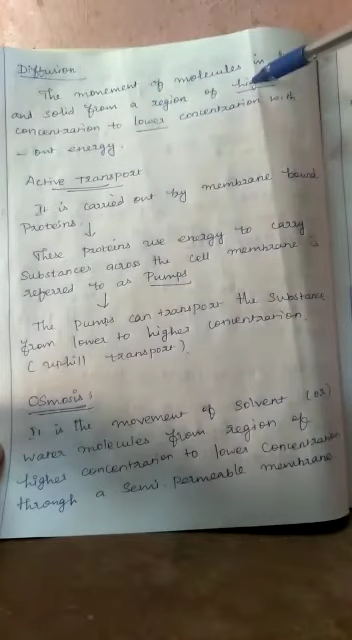 Diffusion
The monement of molecules in
and solid from a region of hig
concentration to lower concentration with
- out energy.
Active Transport
It is carried out by membrane bound
Proteins.
↓
These Proteins use energy to carry
Substances across the cell membrane is
referred to as Pumps
↓
The Pumps can transport the Substance
from lower to higher concentration
(uphill transport).
Osmosis:
It is the movement of Solvent (or)
water molecules from region of
higher concentration to lower Concentration
through a Semi-Permeable membrane